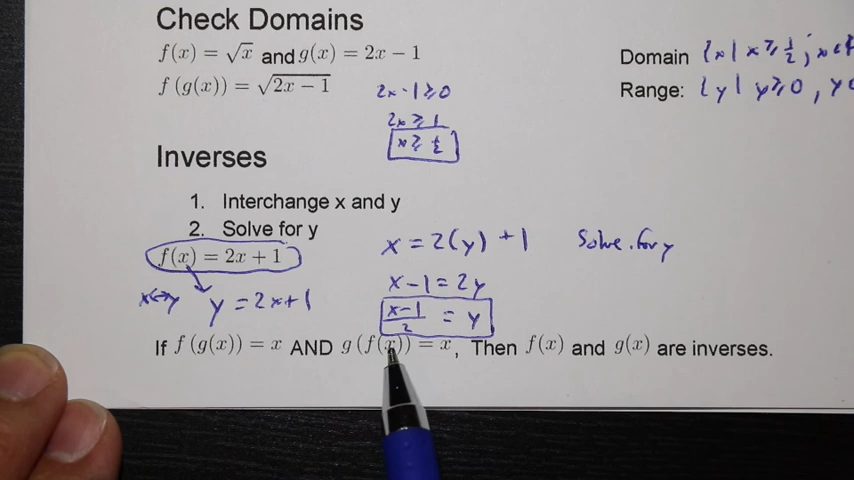 Check Domains
f(x) = √x and g(x) = 2x − 1
f (g(x)) = √(2x − 1)
2x - 1 ≥ 0
2x ≥ 1
x ≥ 1/2
Domain {x | x ≥ 1/2 ; x ∈
Range: {y | y ≥ 0 , y
Inverses
1. Interchange x and y
2. Solve for y
f(x) = 2x + 1
x ↔ y y = 2x + 1
x = 2(y) + 1 Solve for y
x - 1 = 2y
(x - 1)/2 = y
If f (g(x)) = x AND g (f(x)) = x, Then f(x) and g(x) are inverses.